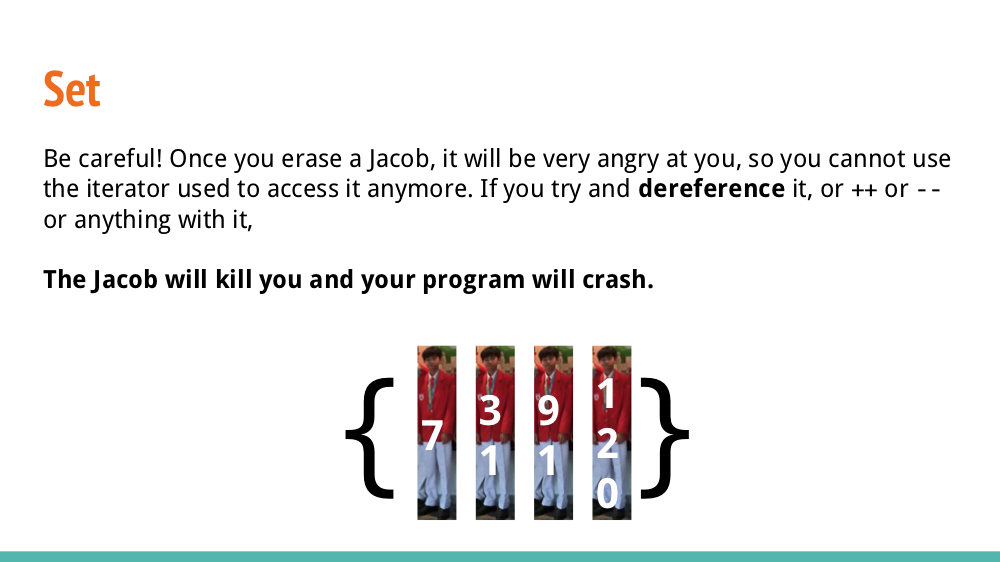 Set
Be careful! Once you erase a Jacob, it will be very angry at you, so you cannot use
the iterator used to access it anymore. If you try and dereference it, or ++ or --
or anything with it,
The Jacob will kill you and your program will crash.
{ 7 31 91 120 }